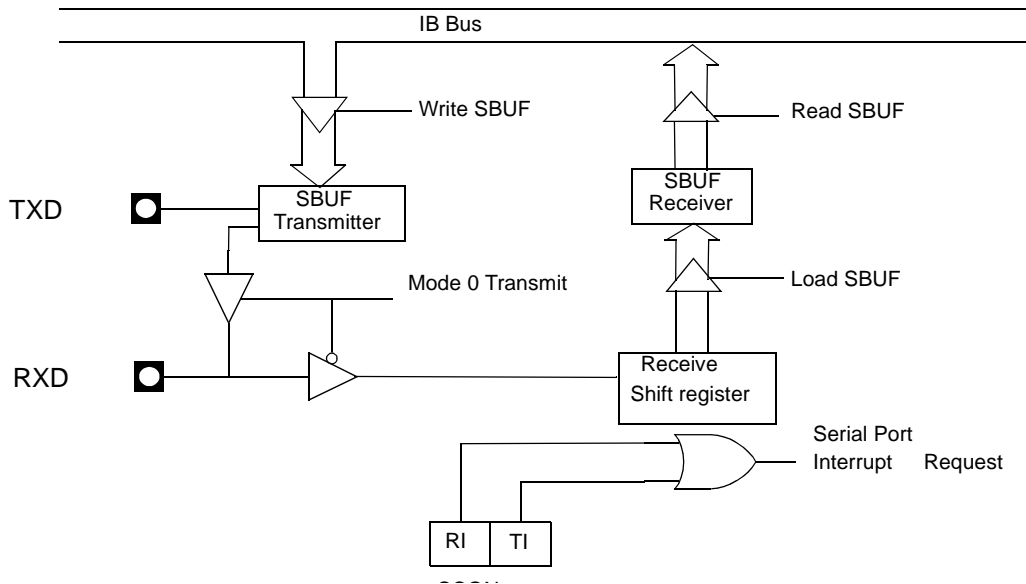 IB Bus
Write SBUF
Read SBUF
TXD
SBUF
Transmitter
SBUF
Receiver
Mode 0 Transmit
Load SBUF
RXD
Receive
Shift register
Serial Port
Interrupt Request
RI TI